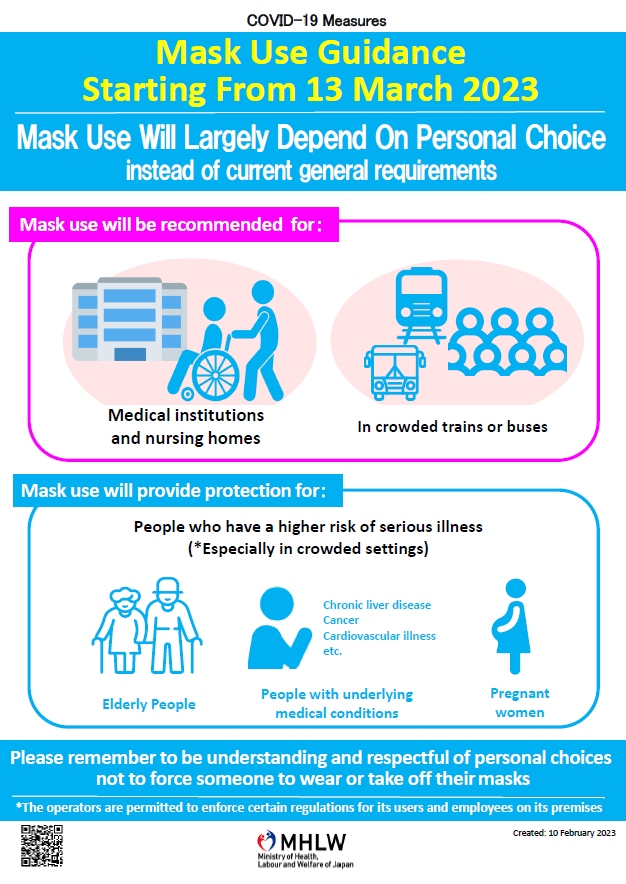 COVID-19 Measures
Mask Use Guidance
Starting From 13 March 2023
Mask Use Will Largely Depend On Personal Choice
instead of current general requirements
Mask use will be recommended for:
Medical institutions
and nursing homes
In crowded trains or buses
Mask use will provide protection for:
People who have a higher risk of serious illness
(*Especially in crowded settings)
Chronic liver disease
Cancer
Cardiovascular illness
etc.
Elderly People
People with underlying
medical conditions
Pregnant
women
Please remember to be understanding and respectful of personal choices
not to force someone to wear or take off their masks
*The operators are permitted to enforce certain regulations for its users and employees on its premises
MHLW
Ministry of Health,
Labour and Welfare of Japan
Created: 10 February 2023